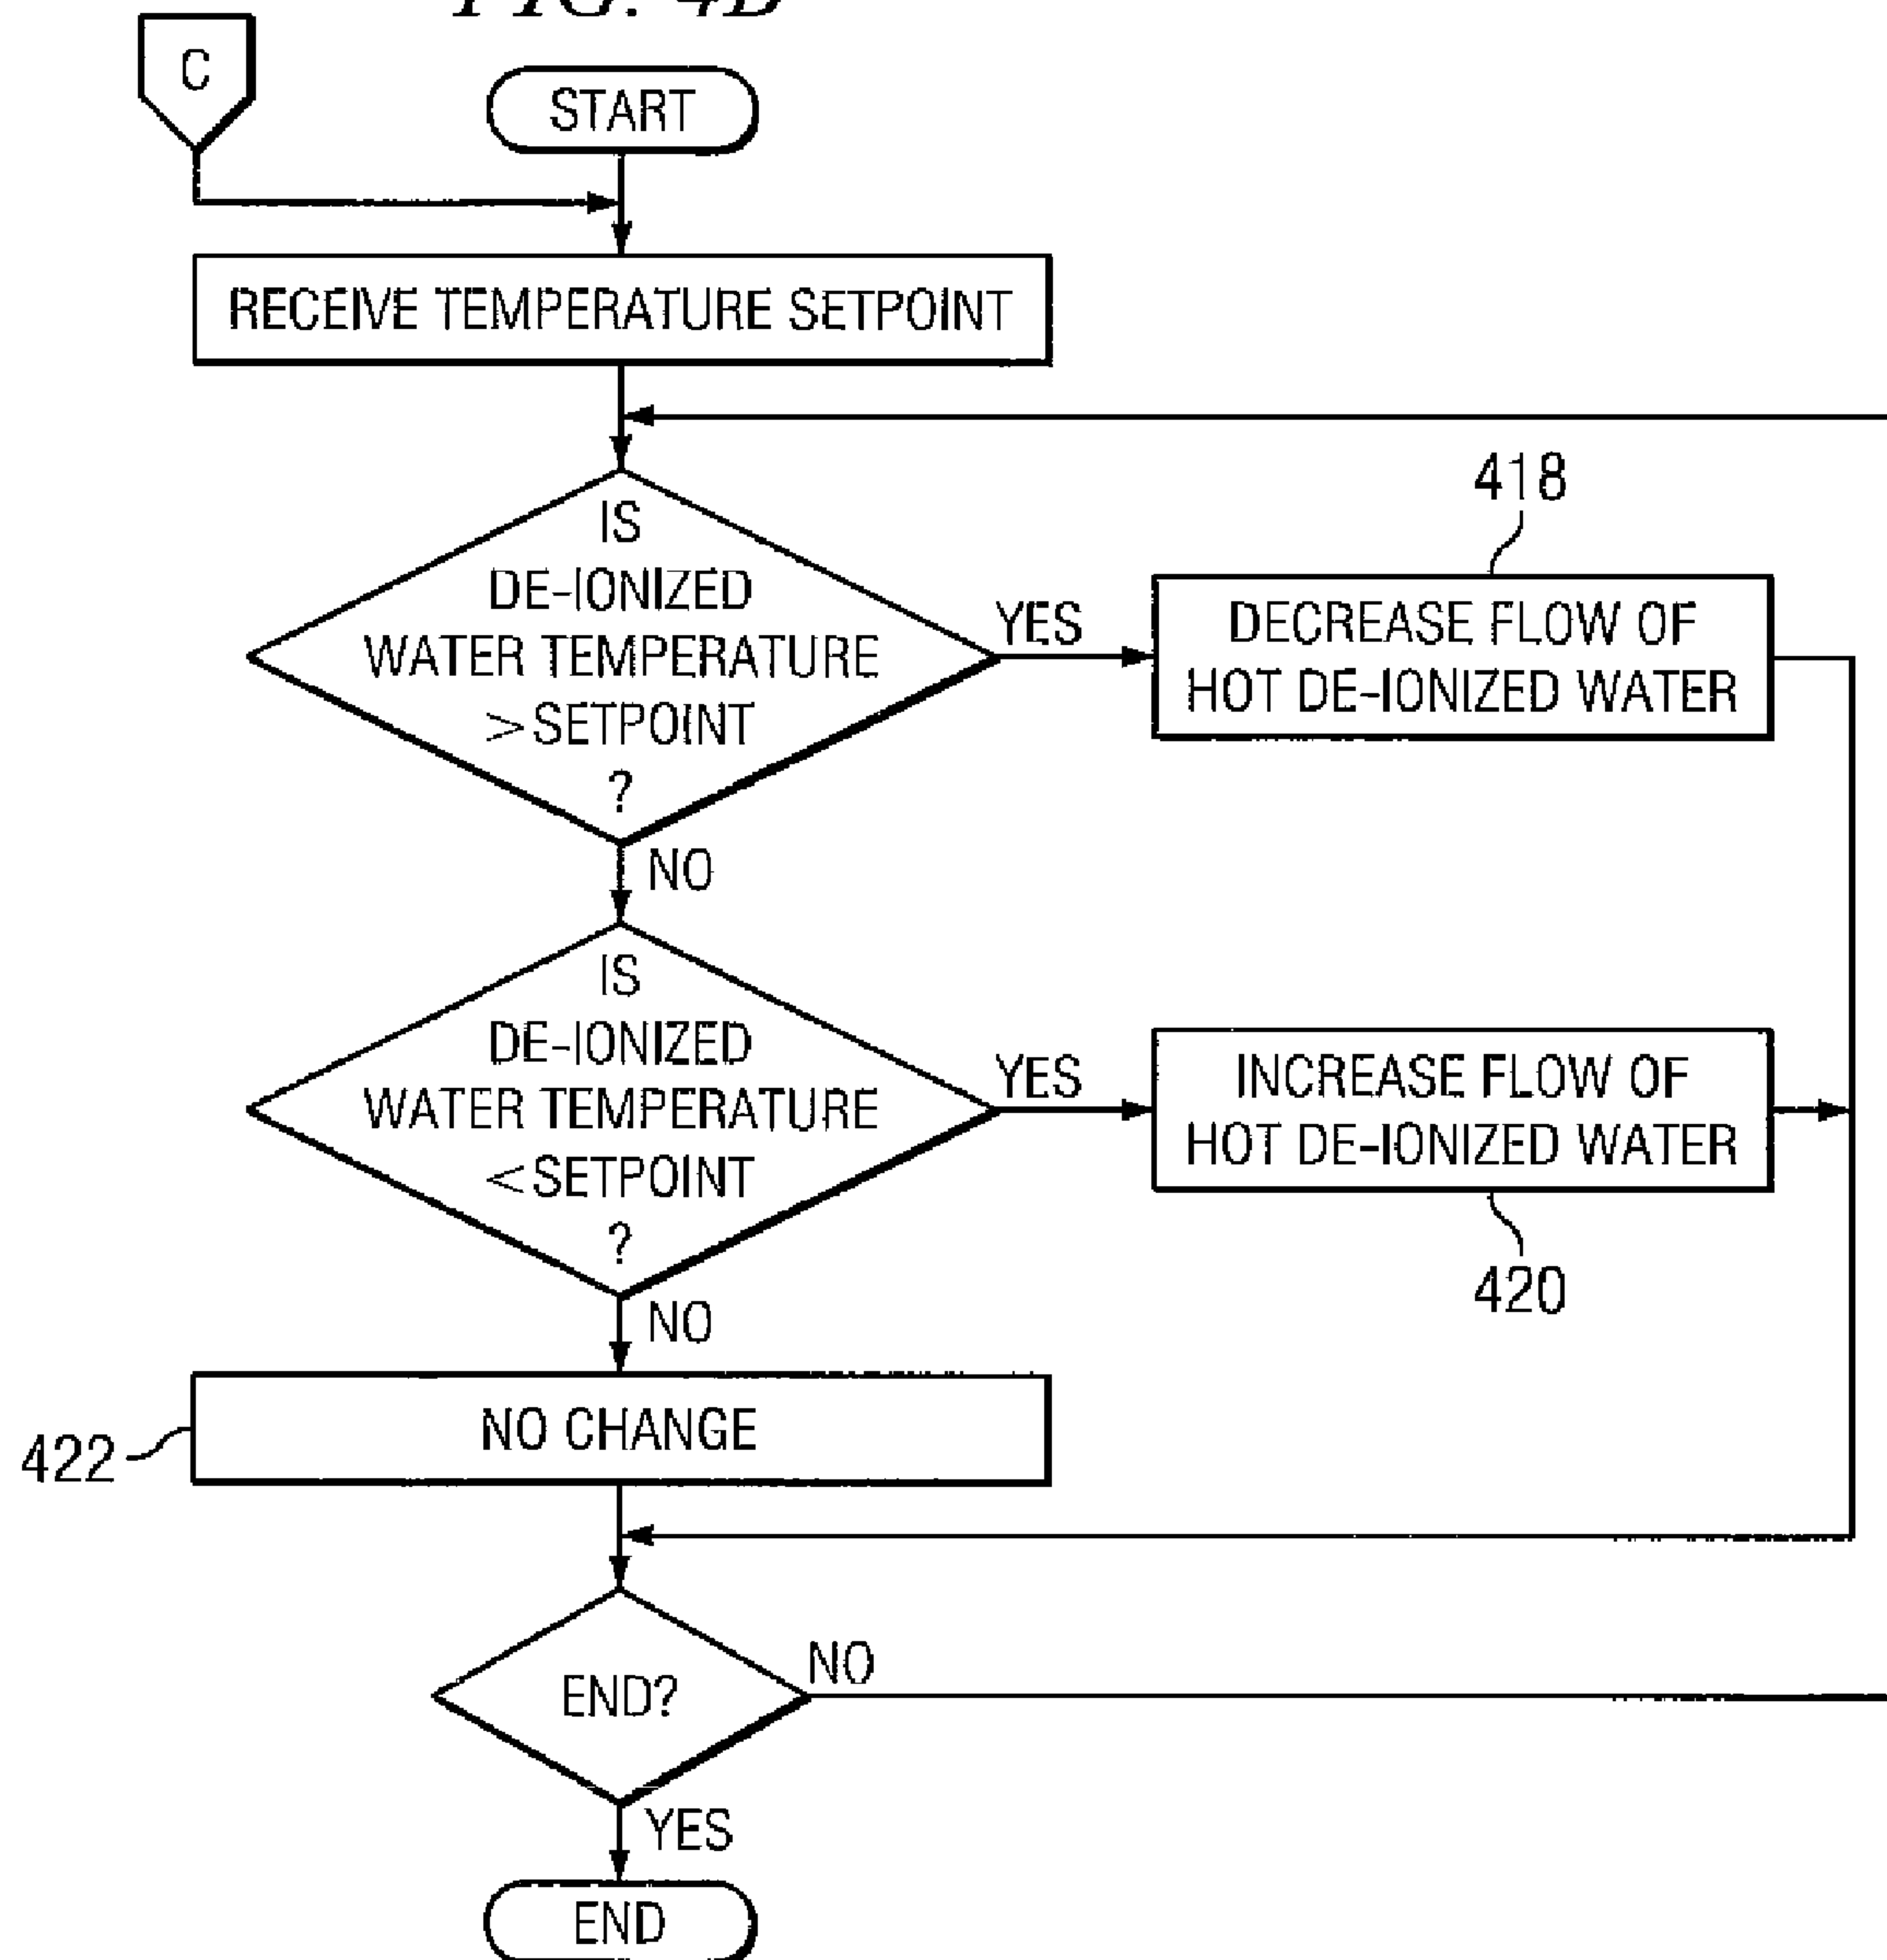 FIG. 4B
C
START
RECEIVE TEMPERATURE SETPOINT
418
IS
DE-IONIZED
WATER TEMPERATURE
>SETPOINT
?
YES
DECREASE FLOW OF
HOT DE-IONIZED WATER
NO
IS
DE-IONIZED
WATER TEMPERATURE
<SETPOINT
?
YES
INCREASE FLOW OF
HOT DE-IONIZED WATER
420
NO
422
NO CHANGE
END?
NO
YES
END